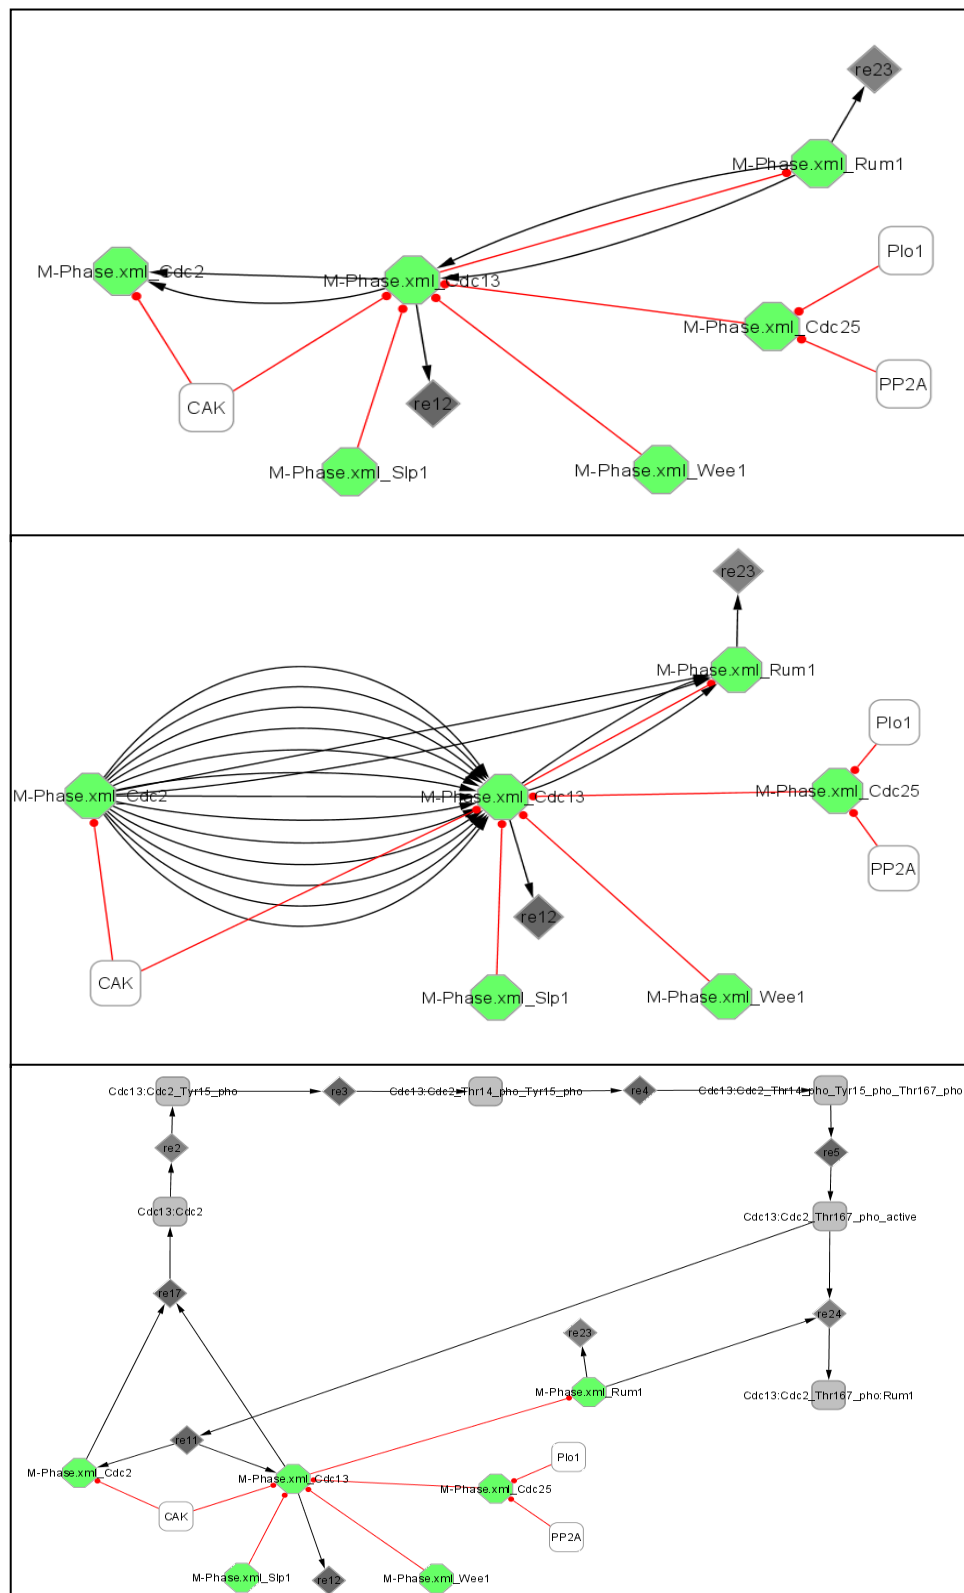 re23
M-Phase.xml_Rum1
Plo1
M-Phase.xml_Cdc2
M-Phase.xml_Cdc13
M-Phase.xml_Cdc25
PP2A
CAK
re12
M-Phase.xml_Slp1
M-Phase.xml_Wee1
re23
M-Phase.xml_Rum1
Plo1
M-Phase.xml_Cdc2
M-Phase.xml_Cdc13
M-Phase.xml_Cdc25
PP2A
re12
CAK
M-Phase.xml_Slp1
M-Phase.xml_Wee1
Cdc13:Cdc2_Tyr15_pho
re3
Cdc13:Cdc2_Thr14_pho_Tyr15_pho
re4
Cdc13:Cdc2_Thr14_pho_Tyr15_pho_Thr167_pho
re2
re5
Cdc13:Cdc2
Cdc13:Cdc2_Thr167_pho_active
re17
re24
re23
M-Phase.xml_Rum1
Cdc13:Cdc2_Thr167_pho:Rum1
re11
Plo1
M-Phase.xml_Cdc2
M-Phase.xml_Cdc13
M-Phase.xml_Cdc25
CAK
PP2A
M-Phase.xml_Slp1
re12
M-Phase.xml_Wee1